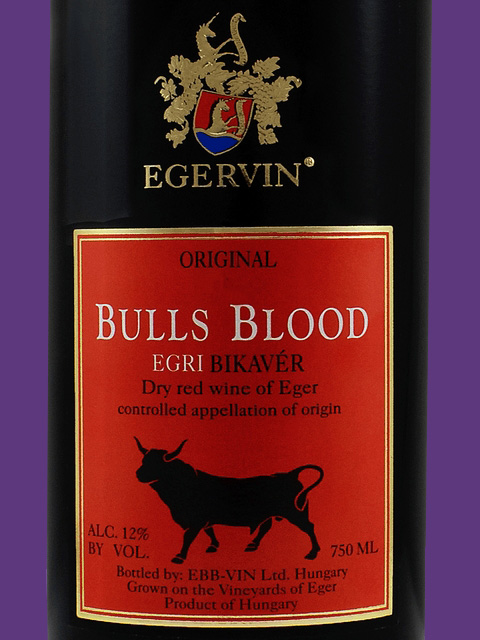 EGERVIN®
ORIGINAL
BULLS BLOOD
EGRI BIKAVÉR
Dry red wine of Eger
controlled appellation of origin
ALC. 12%
BY VOL.
750 ML
Bottled by: EBB-VIN Ltd. Hungary
Grown on the Vineyards of Eger
Product of Hungary